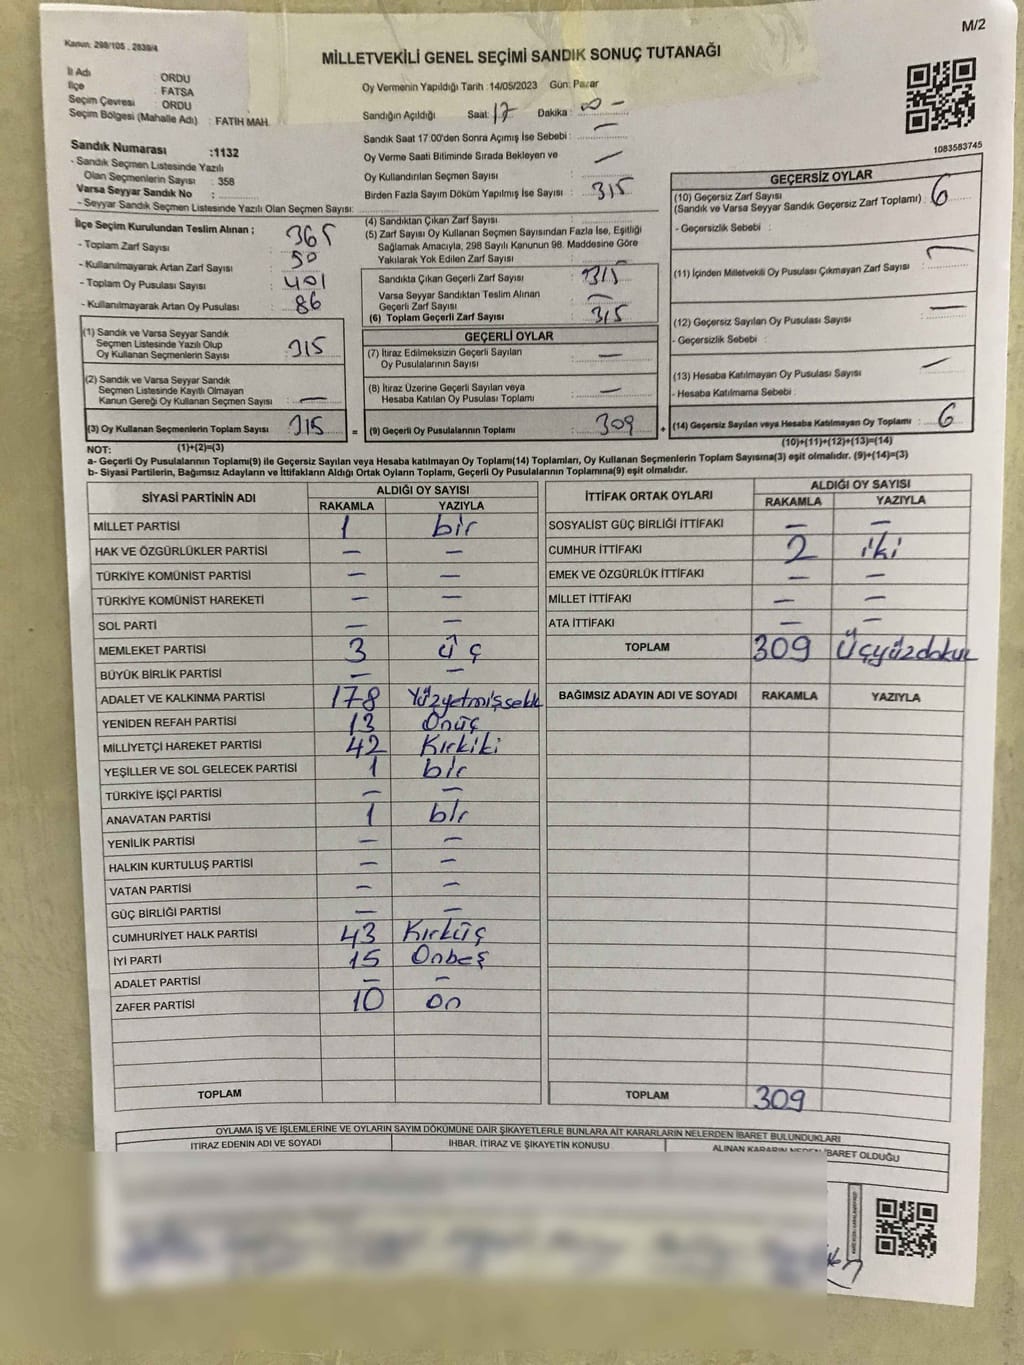 M/2
Kanun: 298/105 , 2839/4
MİLLETVEKİLİ GENEL SEÇİMİ SANDIK SONUÇ TUTANAĞI
İl Adı : ORDU
İlçe : FATSA
Seçim Çevresi : ORDU
Seçim Bölgesi (Mahalle Adı) : FATİH MAH.
Oy Vermenin Yapıldığı Tarih : 14/05/2023 Gün: Pazar
Sandığın Açıldığı Saat: 17 Dakika : 00 -
Sandık Saat 17.00'den Sonra Açımış İse Sebebi : —
Oy Verme Saati Bitiminde Sırada Bekleyen ve
Oy Kullandırılan Seçmen Sayısı : —
Birden Fazla Sayım Döküm Yapılmış İse Sayısı :
1083583745
Sandık Numarası :1132
- Sandık Seçmen Listesinde Yazılı
Olan Seçmenlerin Sayısı : 358
Varsa Seyyar Sandık No :
- Seyyar Sandık Seçmen Listesinde Yazılı Olan Seçmen Sayısı:
İlçe Seçim Kurulundan Teslim Alınan ;
- Toplam Zarf Sayısı : 365
- Kullanılmayarak Artan Zarf Sayısı : 50
- Toplam Oy Pusulası : 401
- Kullanılmayarak Artan Oy Pusulası : 86
(1) Sandık ve Varsa Seyyar Sandık
Seçmen Listesinde Yazılı Olup
Oy Kullanan Seçmenlerin Sayısı : 315
(2) Sandık ve Varsa Seyyar Sandık
Seçmen Listesinde Kayıtlı Olmayan
Kanun Gereği Oy Kullanan Seçmen Sayısı : —
(3) Oy Kullanan Seçmenlerin Toplam Sayısı : 315
(4) Sandıktan Çıkan Zarf Sayısı : 315
(5) Zarf Sayısı Oy Kullanan Seçmen Sayısından Fazla İse, Eşitliği
Sağlamak Amacıyla, 298 Sayılı Kanunun 98. Maddesine Göre
Yakılarak Yok Edilen Zarf Sayısı : —
Sandıkta Çıkan Geçerli Zarf Sayısı : 315
Varsa Seyyar Sandıktan Teslim Alınan
Geçerli Zarf Sayısı : —
(6) Toplam Geçerli Zarf Sayısı : 315
GEÇERLİ OYLAR
(7) İtiraz Edilmeksizin Geçerli Sayılan
Oy Pusulalarının Sayısı : —
(8) İtiraz Üzerine Geçerli Sayılan veya
Hesaba Katılan Oy Pusulası Toplamı : —
= (9) Geçerli Oy Pusulalarının Toplamı : 309
GEÇERSİZ OYLAR
(10) Geçersiz Zarf Sayısı
(Sandık ve Varsa Seyyar Sandık Geçersiz Zarf Toplamı) : 6
- Geçersizlik Sebebi :
(11) İçinden Milletvekili Oy Pusulası Çıkmayan Zarf Sayısı : —
(12) Geçersiz Sayılan Oy Pusulası Sayısı : —
- Geçersizlik Sebebi :
(13) Hesaba Katılmayan Oy Pusulası Sayısı : —
- Hesaba Katılmama Sebebi :
+ (14) Geçersiz Sayılan veya Hesaba Katılmayan Oy Toplamı : 6
NOT: (1)+(2)=(3) (10)+(11)+(12)+(13)=(14)
a- Geçerli Oy Pusulalarının Toplamı(9) ile Geçersiz Sayılan veya Hesaba Katılmayan Oy Toplamı(14) Toplamları, Oy Kullanan Seçmenlerin Toplam Sayısına(3) eşit olmalıdır. (9)+(14)=(3)
b- Siyasi Partilerin, Bağımsız Adayların ve İttifakların Aldığı Ortak Oyların Toplamı, Geçerli Oy Pusulalarının Toplamına(9) eşit olmalıdır.
SİYASİ PARTİNİN ADI ALDIĞI OY SAYISI
RAKAMLA YAZIYLA
MİLLET PARTİSİ 1 bir
HAK VE ÖZGÜRLÜKLER PARTİSİ — —
TÜRKİYE KOMÜNİST PARTİSİ — —
TÜRKİYE KOMÜNİST HAREKETİ — —
SOL PARTİ — —
MEMLEKET PARTİSİ 3 üç
BÜYÜK BİRLİK PARTİSİ — —
ADALET VE KALKINMA PARTİSİ 178 Yüzyetmişsekk
YENİDEN REFAH PARTİSİ 13 Onüç
MİLLİYETÇİ HAREKET PARTİSİ 42 Kırkiki
YEŞİLLER VE SOL GELECEK PARTİSİ 1 bir
TÜRKİYE İŞÇİ PARTİSİ — —
ANAVATAN PARTİSİ 1 bir
YENİLİK PARTİSİ — —
HALKIN KURTULUŞ PARTİSİ — —
VATAN PARTİSİ — —
GÜÇ BİRLİĞİ PARTİSİ — —
CUMHURİYET HALK PARTİSİ 43 Kırküç
İYİ PARTİ 15 Onbeş
ADALET PARTİSİ — —
ZAFER PARTİSİ 10 on
TOPLAM
İTTİFAK ORTAK OYLARI ALDIĞI OY SAYISI
RAKAMLA YAZIYLA
SOSYALİST GÜÇ BİRLİĞİ İTTİFAKI — —
CUMHUR İTTİFAKI 2 iki
EMEK VE ÖZGÜRLÜK İTTİFAKI — —
MİLLET İTTİFAKI — —
ATA İTTİFAKI — —
TOPLAM 309 Üçyüzdokuz
BAĞIMSIZ ADAYIN ADI VE SOYADI RAKAMLA YAZIYLA
TOPLAM 309
OYLAMA İŞ VE İŞLEMLERİNE VE OYLARIN SAYIM DÖKÜMÜNE DAİR ŞİKAYETLERLE BUNLARA AİT KARARLARIN NELERDEN İBARET BULUNDUKLARI
İTİRAZ EDENİN ADI VE SOYADI İHBAR, İTİRAZ VE ŞİKAYETİN KONUSU ALINAN KARARIN NEDEN İBARET OLDUĞU